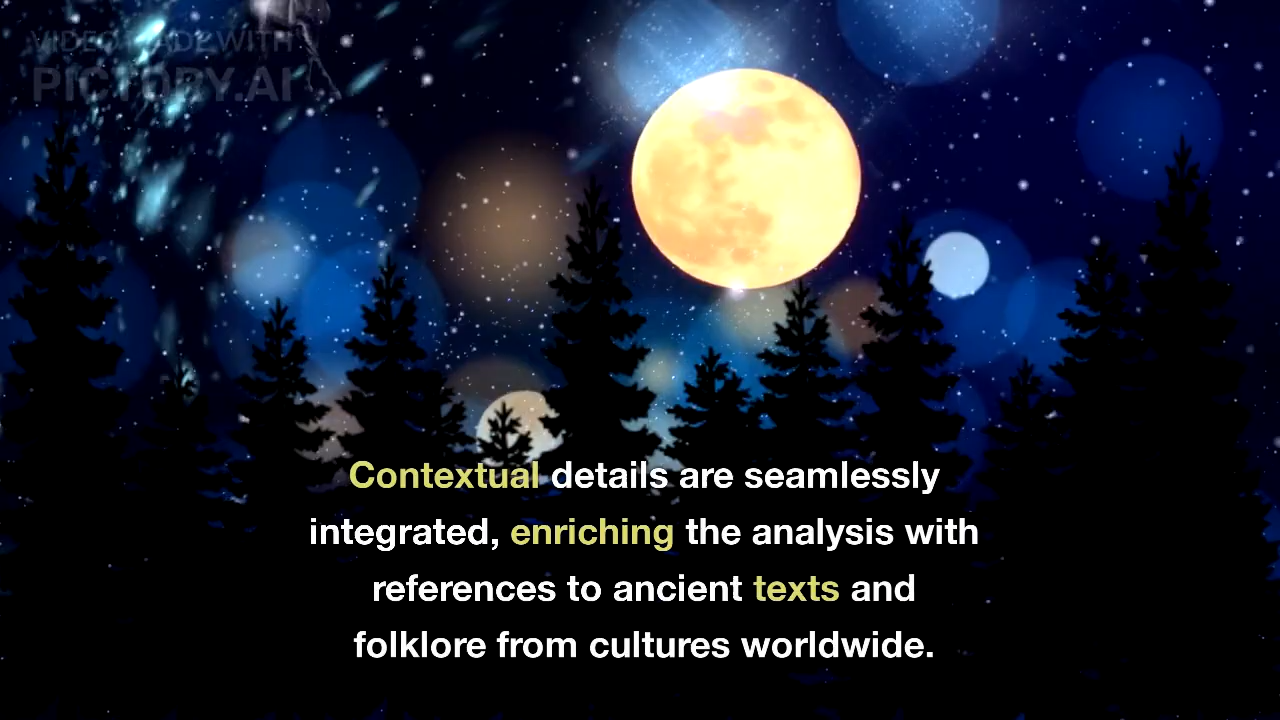 VIDEO MADE WITH
PICTORY.AI
Contextual details are seamlessly
integrated, enriching the analysis with
references to ancient texts and
folklore from cultures worldwide.